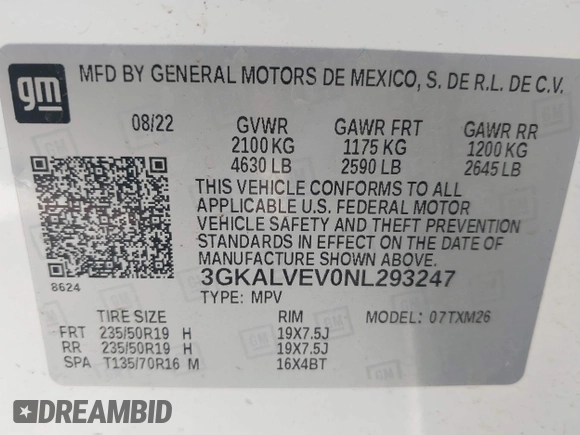 gm
MFD BY GENERAL MOTORS DE MEXICO, S. DE R.L. DE C.V.
08/22 GVWR GAWR FRT GAWR RR
2100 KG 1175 KG 1200 KG
4630 LB 2590 LB 2645 LB
THIS VEHICLE CONFORMS TO ALL
APPLICABLE U.S. FEDERAL MOTOR
VEHICLE SAFETY AND THEFT PREVENTION
STANDARDS IN EFFECT ON THE DATE OF
MANUFACTURE SHOWN ABOVE.
8624
3GKALVEV0NL293247
TYPE: MPV
TIRE SIZE RIM MODEL: 07TXM26
FRT 235/50R19 H 19X7.5J
RR 235/50R19 H 19X7.5J
SPA T135/70R16 M 16X4BT
DREAMBID